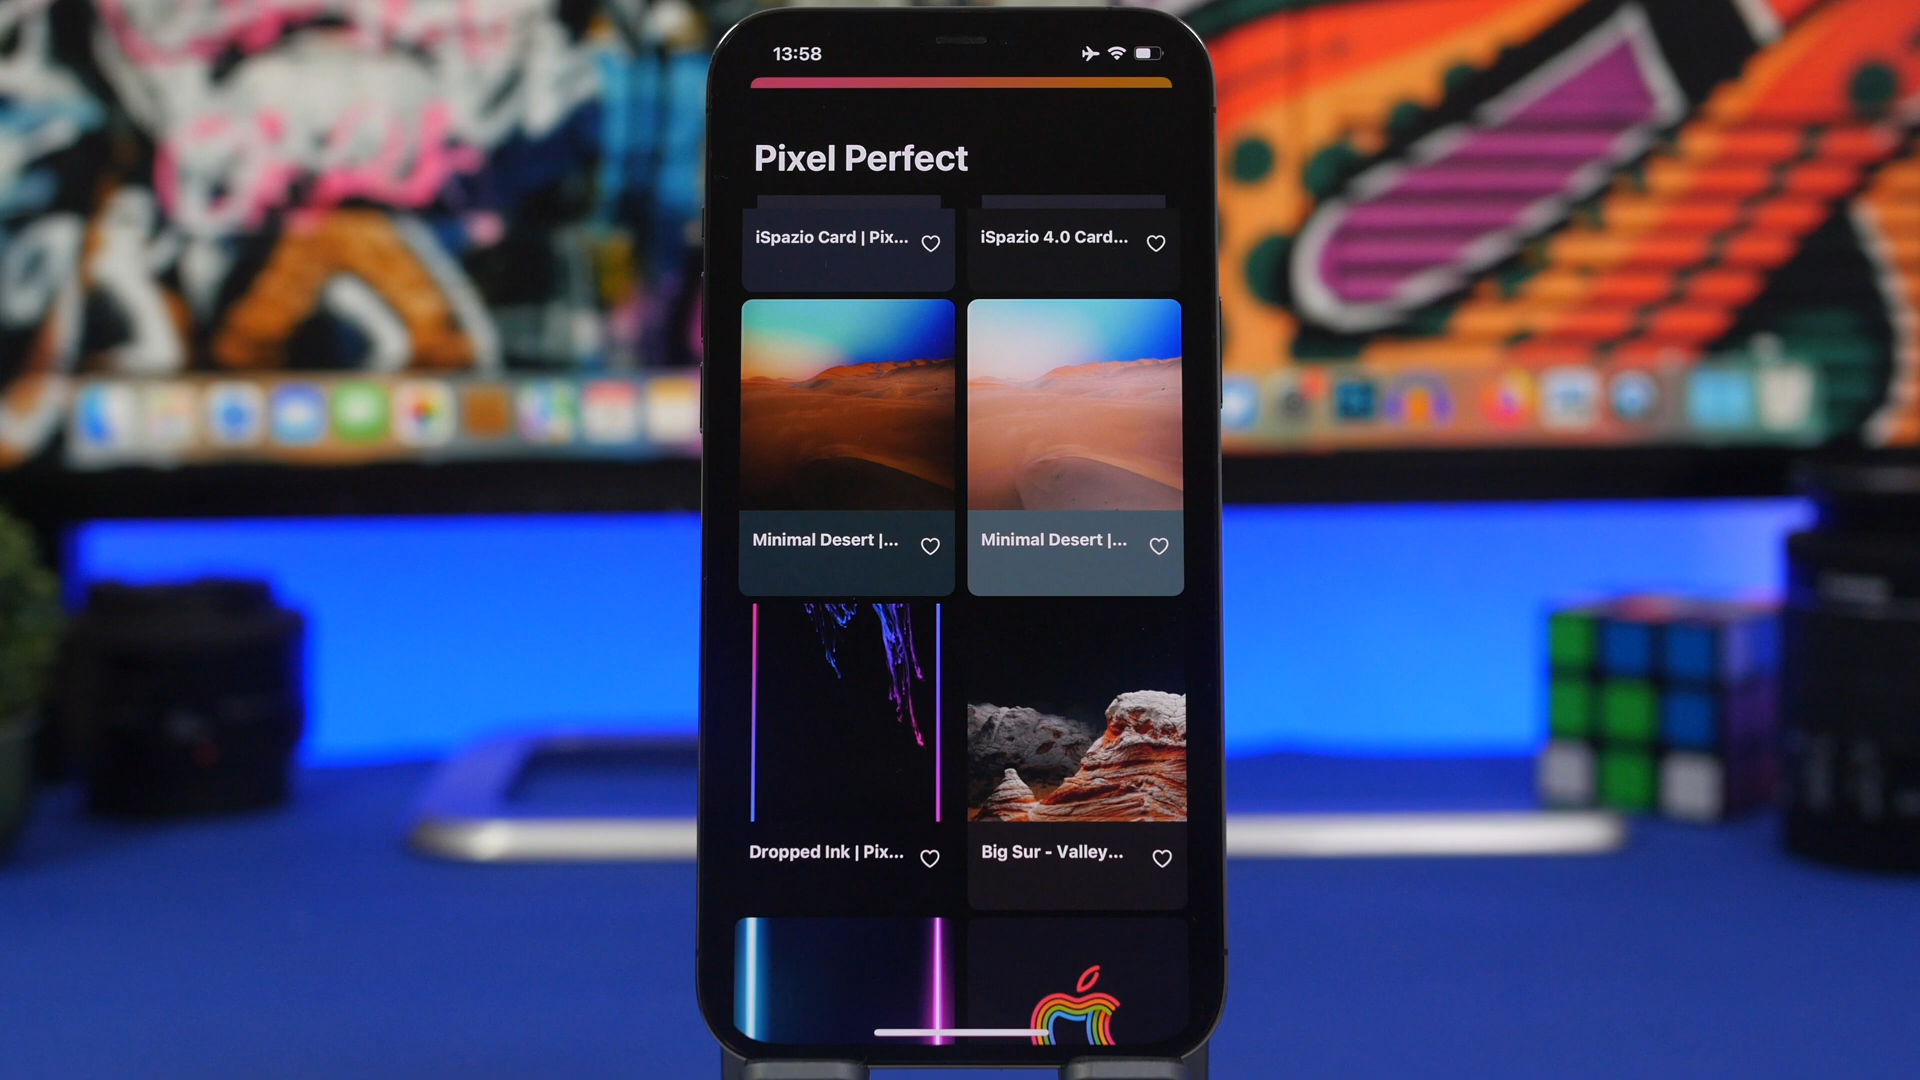 13:58
Pixel Perfect
iSpazio Card | Pix...
iSpazio 4.0 Card...
Minimal Desert |...
Minimal Desert |...
Dropped Ink | Pix...
Big Sur - Valley...